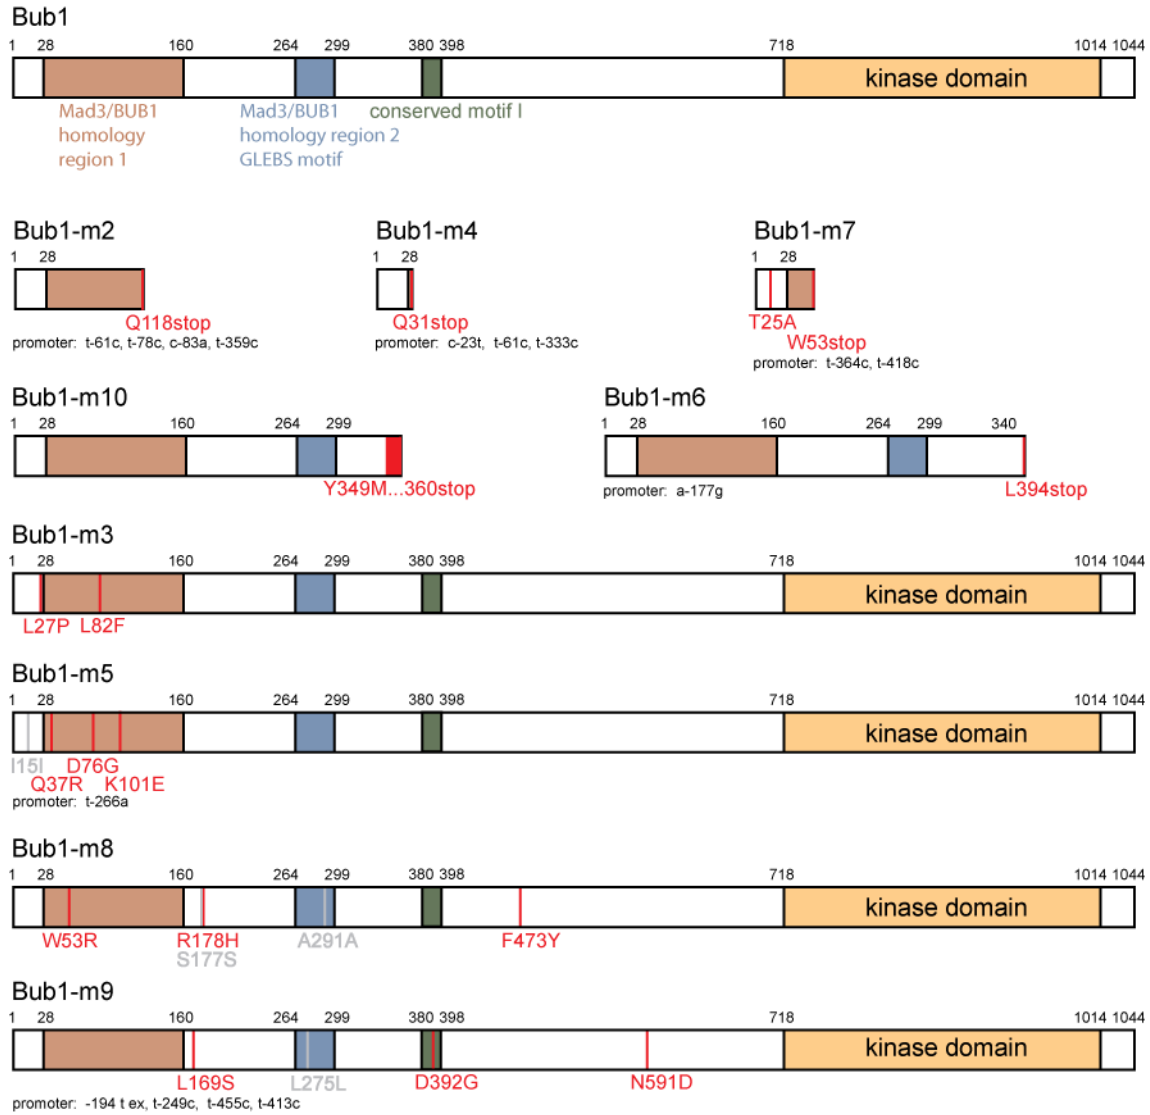 Bub1
1 28 160 264 299 380 398 718 1014 1044
kinase domain
Mad3/BUB1 Mad3/BUB1 conserved motif I
homology homology region 2
region 1 GLEBS motif
Bub1-m2 Bub1-m4 Bub1-m7
1 28 1 28 1 28
Q118stop Q31stop T25A
promoter: t-61c, t-78c, c-83a, t-359c promoter: c-23t, t-61c, t-333c W53stop
promoter: t-364c, t-418c
Bub1-m10 Bub1-m6
1 28 160 264 299 1 28 160 264 299 340
Y349M...360stop L394stop
promoter: a-177g
Bub1-m3
1 28 160 264 299 380 398 718 1014 1044
kinase domain
L27P L82F
Bub1-m5
1 28 160 264 299 380 398 718 1014 1044
kinase domain
I15I D76G
Q37R K101E
promoter: t-266a
Bub1-m8
1 28 160 264 299 380 398 718 1014 1044
kinase domain
W53R R178H A291A F473Y
S177S
Bub1-m9
1 28 160 264 299 380 398 718 1014 1044
kinase domain
L169S L275L D392G N591D
promoter: -194 t ex, t-249c, t-455c, t-413c